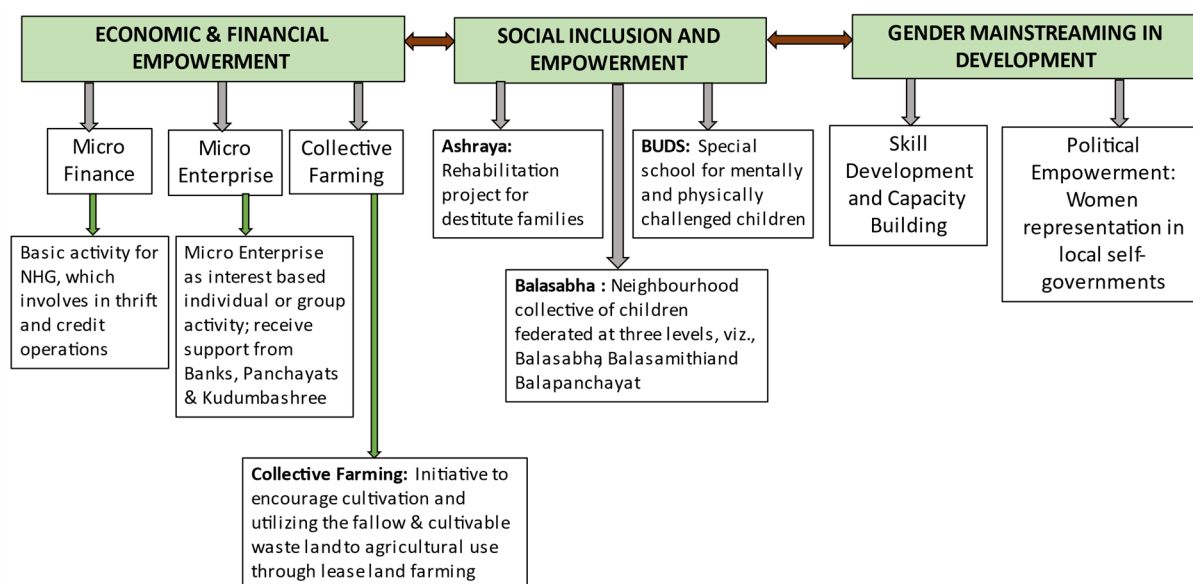 ECONOMIC & FINANCIAL
EMPOWERMENT
SOCIAL INCLUSION AND
EMPOWERMENT
GENDER MAINSTREAMING IN
DEVELOPMENT
Micro
Finance
Micro
Enterprise
Collective
Farming
Ashraya:
Rehabilitation
project for
destitute families
BUDS: Special
school for mentally
and physically
challenged children
Skill
Development
and Capacity
Building
Political
Empowerment:
Women
representation in
local self-
governments
Basic activity for
NHG, which
involves in thrift
and credit
operations
Micro Enterprise
as interest based
individual or group
activity; receive
support from
Banks, Panchayats
& Kudumbashree
Balasabha : Neighbourhood
collective of children
federated at three levels, viz.,
Balasabha, Balasamithiand
Balapanchayat
Collective Farming: Initiative to
encourage cultivation and
utilizing the fallow & cultivable
waste land to agricultural use
through lease land farming